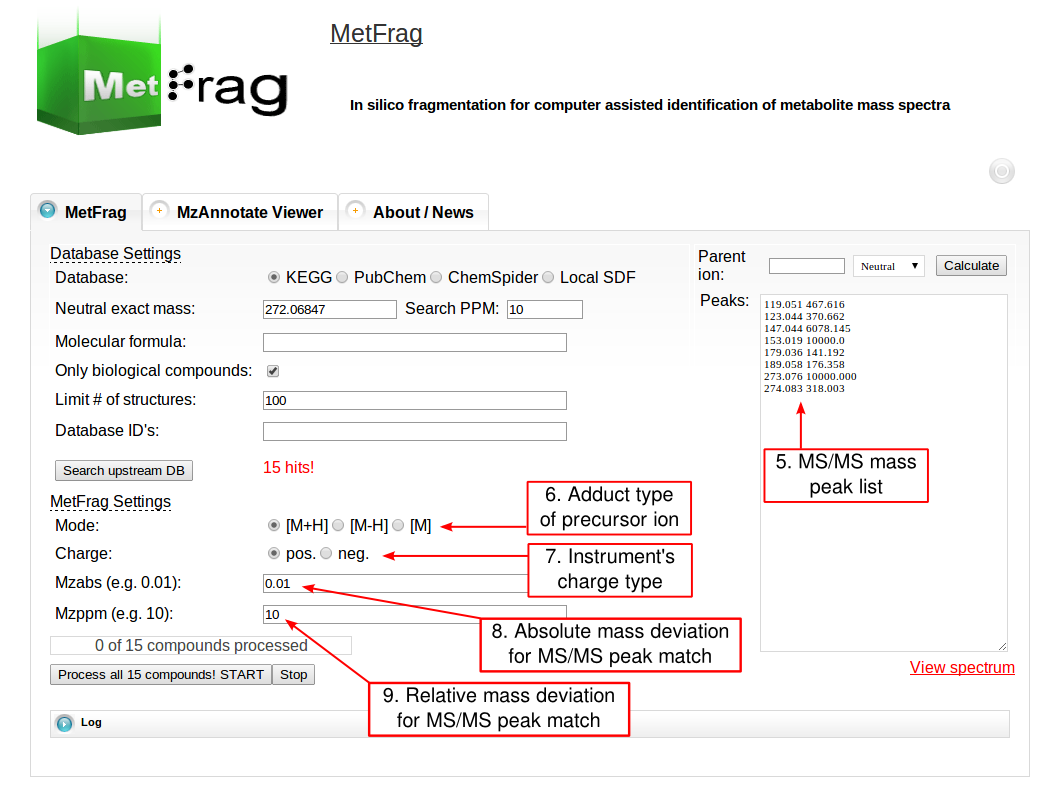 MetFrag
Met Frag
In silico fragmentation for computer assisted identification of metabolite mass spectra
MetFrag
MzAnnotate Viewer
About / News
Database Settings
Database: KEGG PubChem ChemSpider Local SDF
Neutral exact mass: 272.06847 Search PPM: 10
Molecular formula:
Only biological compounds:
Limit # of structures: 100
Database ID's:
Search upstream DB 15 hits!
Parent
ion: Neutral Calculate
Peaks:
119.051 467.616
123.044 370.662
147.044 6078.145
153.019 10000.0
179.036 141.192
189.058 176.358
273.076 10000.000
274.083 318.003
5. MS/MS mass
peak list
MetFrag Settings
Mode: [M+H] [M-H] [M]
6. Adduct type
of precursor ion
Charge: pos. neg.
7. Instrument's
charge type
Mzabs (e.g. 0.01): 0.01
Mzppm (e.g. 10): 10
8. Absolute mass deviation
for MS/MS peak match
0 of 15 compounds processed
Process all 15 compounds! START Stop
View spectrum
9. Relative mass deviation
for MS/MS peak match
Log